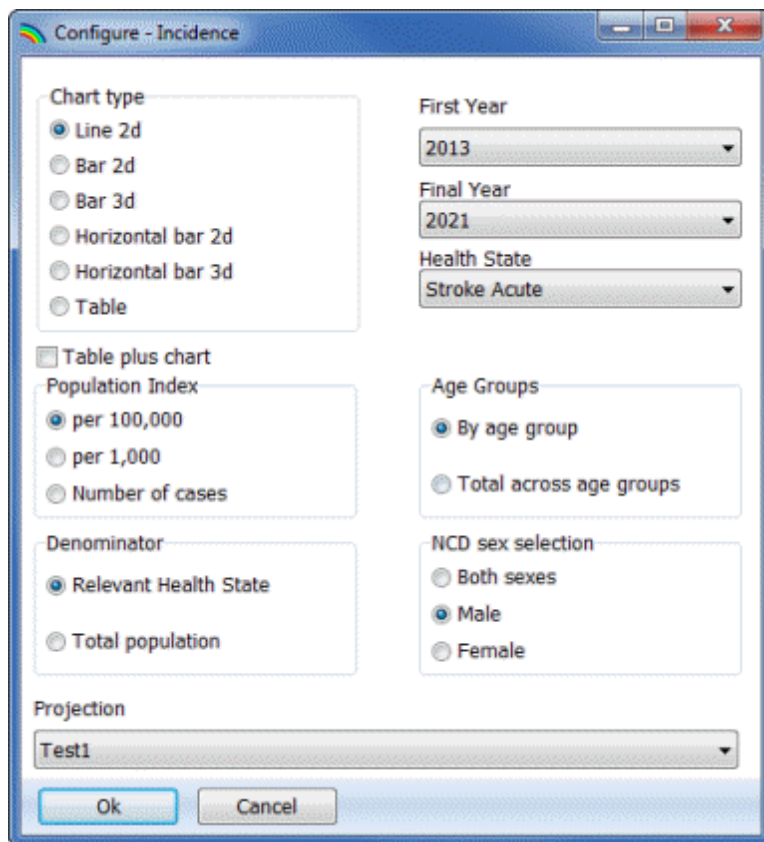 Configure - Incidence
Chart type
Line 2d
Bar 2d
Bar 3d
Horizontal bar 2d
Horizontal bar 3d
Table
First Year
2013
Final Year
2021
Health State
Stroke Acute
Table plus chart
Population Index
per 100,000
per 1,000
Number of cases
Age Groups
By age group
Total across age groups
Denominator
Relevant Health State
Total population
NCD sex selection
Both sexes
Male
Female
Projection
Test1
Ok
Cancel